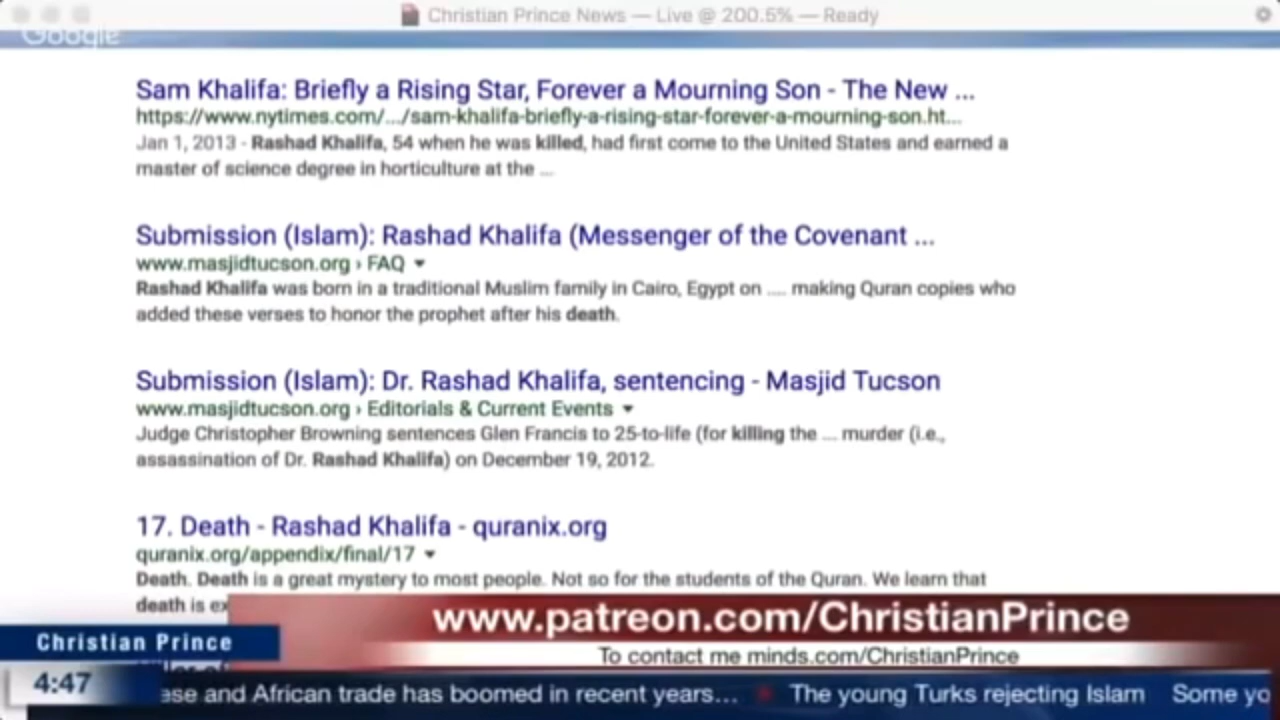 Christian Prince News — Live @ 200.5% — Ready
Google
Sam Khalifa: Briefly a Rising Star, Forever a Mourning Son - The New ...
https://www.nytimes.com/.../sam-khalifa-briefly-a-rising-star-forever-a-mourning-son.ht...
Jan 1, 2013 - Rashad Khalifa, 54 when he was killed, had first come to the United States and earned a
master of science degree in horticulture at the ...
Submission (Islam): Rashad Khalifa (Messenger of the Covenant ...
www.masjidtucson.org › FAQ
Rashad Khalifa was born in a traditional Muslim family in Cairo, Egypt on .... making Quran copies who
added these verses to honor the prophet after his death.
Submission (Islam): Dr. Rashad Khalifa, sentencing - Masjid Tucson
www.masjidtucson.org › Editorials & Current Events
Judge Christopher Browning sentences Glen Francis to 25-to-life (for killing the ... murder (i.e.,
assassination of Dr. Rashad Khalifa) on December 19, 2012.
17. Death - Rashad Khalifa - quranix.org
quranix.org/appendix/final/17
Death. Death is a great mystery to most people. Not so for the students of the Quran. We learn that
death is ex
www.patreon.com/ChristianPrince
Christian Prince
To contact me minds.com/ChristianPrince
4:47
ese and African trade has boomed in recent years... The young Turks rejecting Islam Some yo